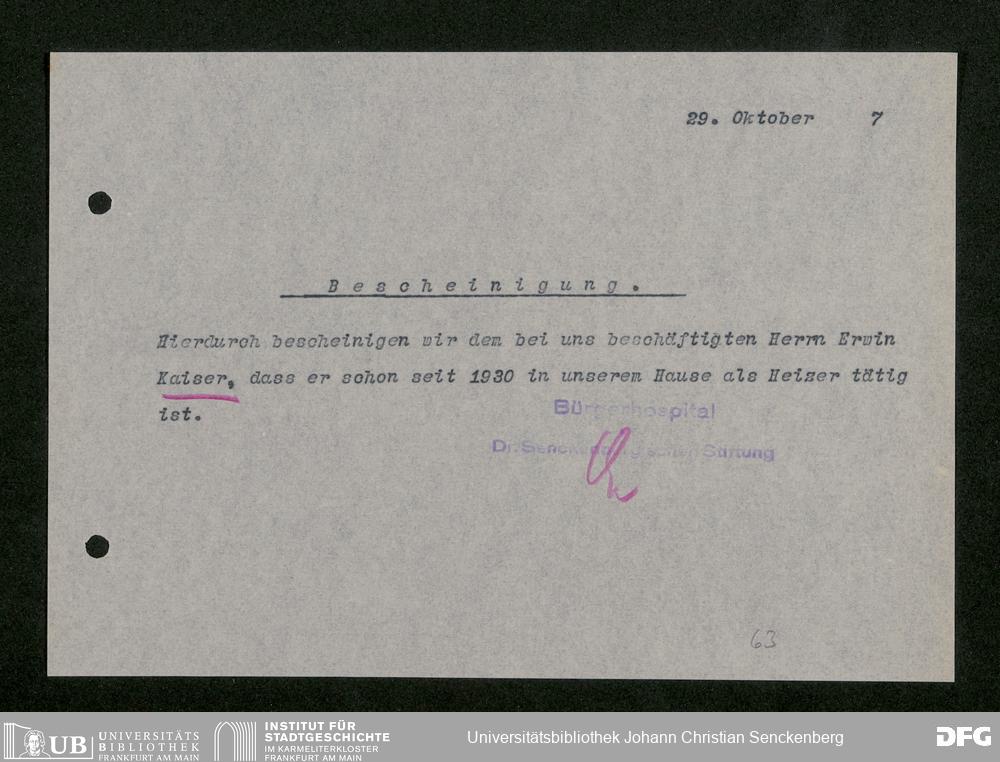 29. Oktober 7
Bescheinigung.
Hierdurch bescheinigen wir dem bei uns beschäftigten Herrn Erwin
Kaiser, dass er schon seit 1930 in unserem Hause als Heizer tätig
ist.
Bürgerhospital
Dr. Senckenbergischen Stiftung
63
UB
UNIVERSITÄTS
BIBLIOTHEK
FRANKFURT AM MAIN
INSTITUT FÜR
STADTGESCHICHTE
IM KARMELITERKLOSTER
FRANKFURT AM MAIN
Universitätsbibliothek Johann Christian Senckenberg
DFG